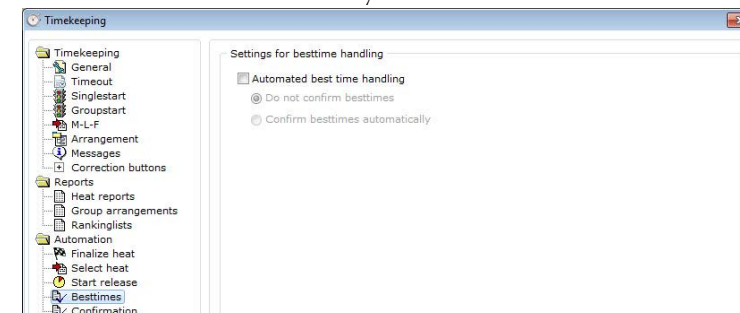 Timekeeping
Timekeeping
General
Timeout
Singlestart
Groupstart
M-L-F
Arrangement
Messages
Correction buttons
Reports
Heat reports
Group arrangements
Rankinglists
Automation
Finalize heat
Select heat
Start release
Besttimes
Confirmation
Settings for besttime handling
Automated best time handling
Do not confirm besttimes
Confirm besttimes automatically